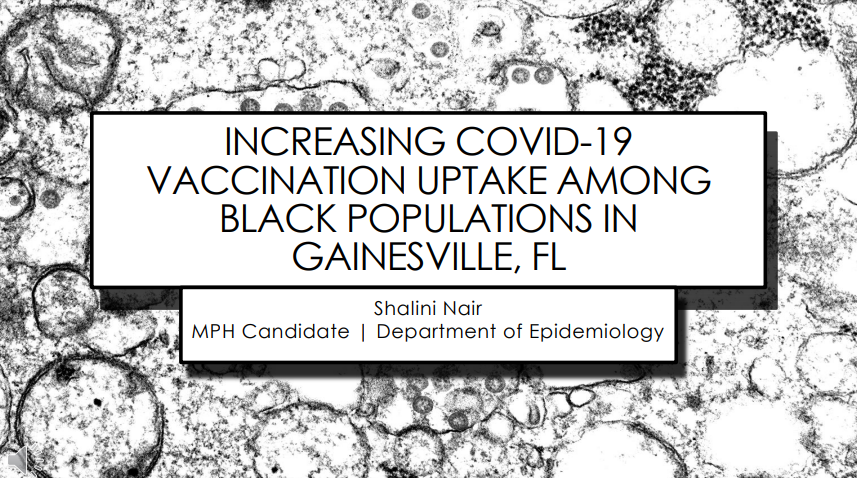 INCREASING COVID-19
VACCINATION UPTAKE AMONG
BLACK POPULATIONS IN
GAINESVILLE, FL
Shalini Nair
MPH Candidate | Department of Epidemiology